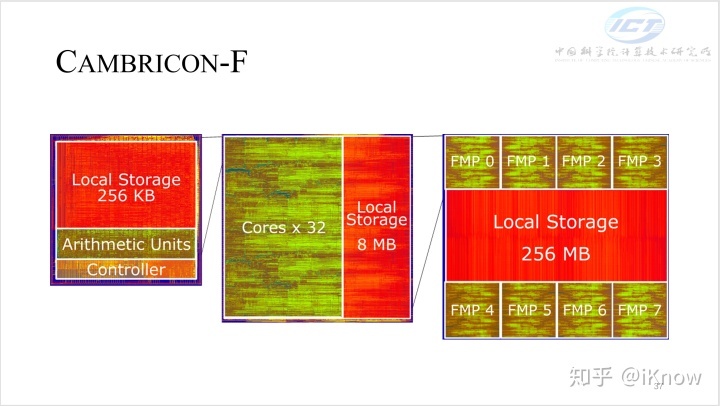 ICT
中国科学院计算技术研究所
CAMBRICON-F
Local Storage
256 KB
Arithmetic Units
Controller
Cores x 32
Local
Storage
8 MB
FMP 0 FMP 1 FMP 2 FMP 3
Local Storage
256 MB
FMP 4 FMP 5 FMP 6 FMP 7
知乎 @iKnow
37